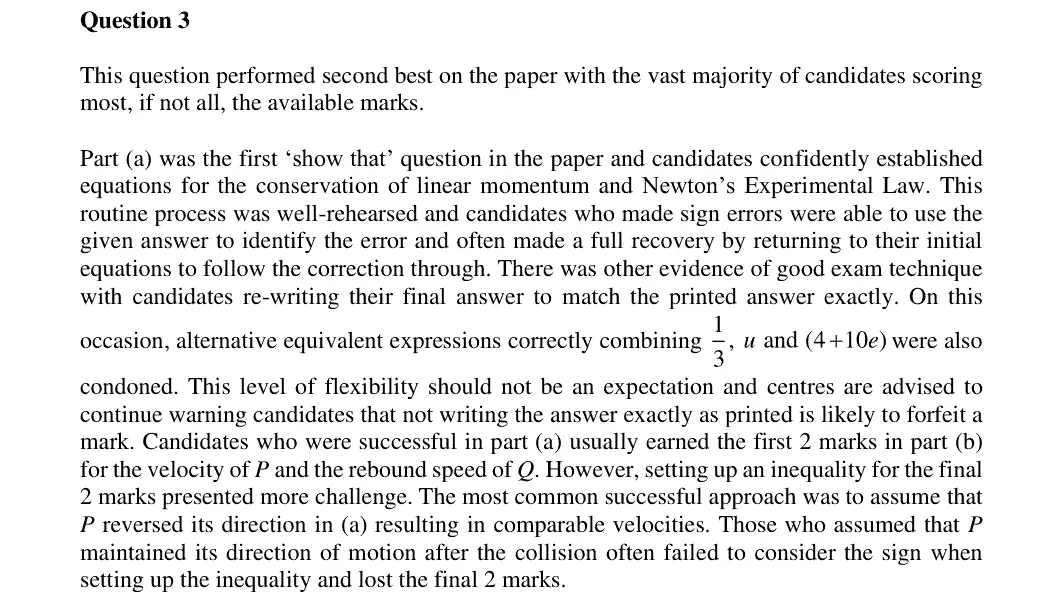 Question 3
This question performed second best on the paper with the vast majority of candidates scoring
most, if not all, the available marks.
Part (a) was the first ‘show that’ question in the paper and candidates confidently established
equations for the conservation of linear momentum and Newton’s Experimental Law. This
routine process was well-rehearsed and candidates who made sign errors were able to use the
given answer to identify the error and often made a full recovery by returning to their initial
equations to follow the correction through. There was other evidence of good exam technique
with candidates re-writing their final answer to match the printed answer exactly. On this
occasion, alternative equivalent expressions correctly combining 1/3, u and (4+10e) were also
condoned. This level of flexibility should not be an expectation and centres are advised to
continue warning candidates that not writing the answer exactly as printed is likely to forfeit a
mark. Candidates who were successful in part (a) usually earned the first 2 marks in part (b)
for the velocity of P and the rebound speed of Q. However, setting up an inequality for the final
2 marks presented more challenge. The most common successful approach was to assume that
P reversed its direction in (a) resulting in comparable velocities. Those who assumed that P
maintained its direction of motion after the collision often failed to consider the sign when
setting up the inequality and lost the final 2 marks.